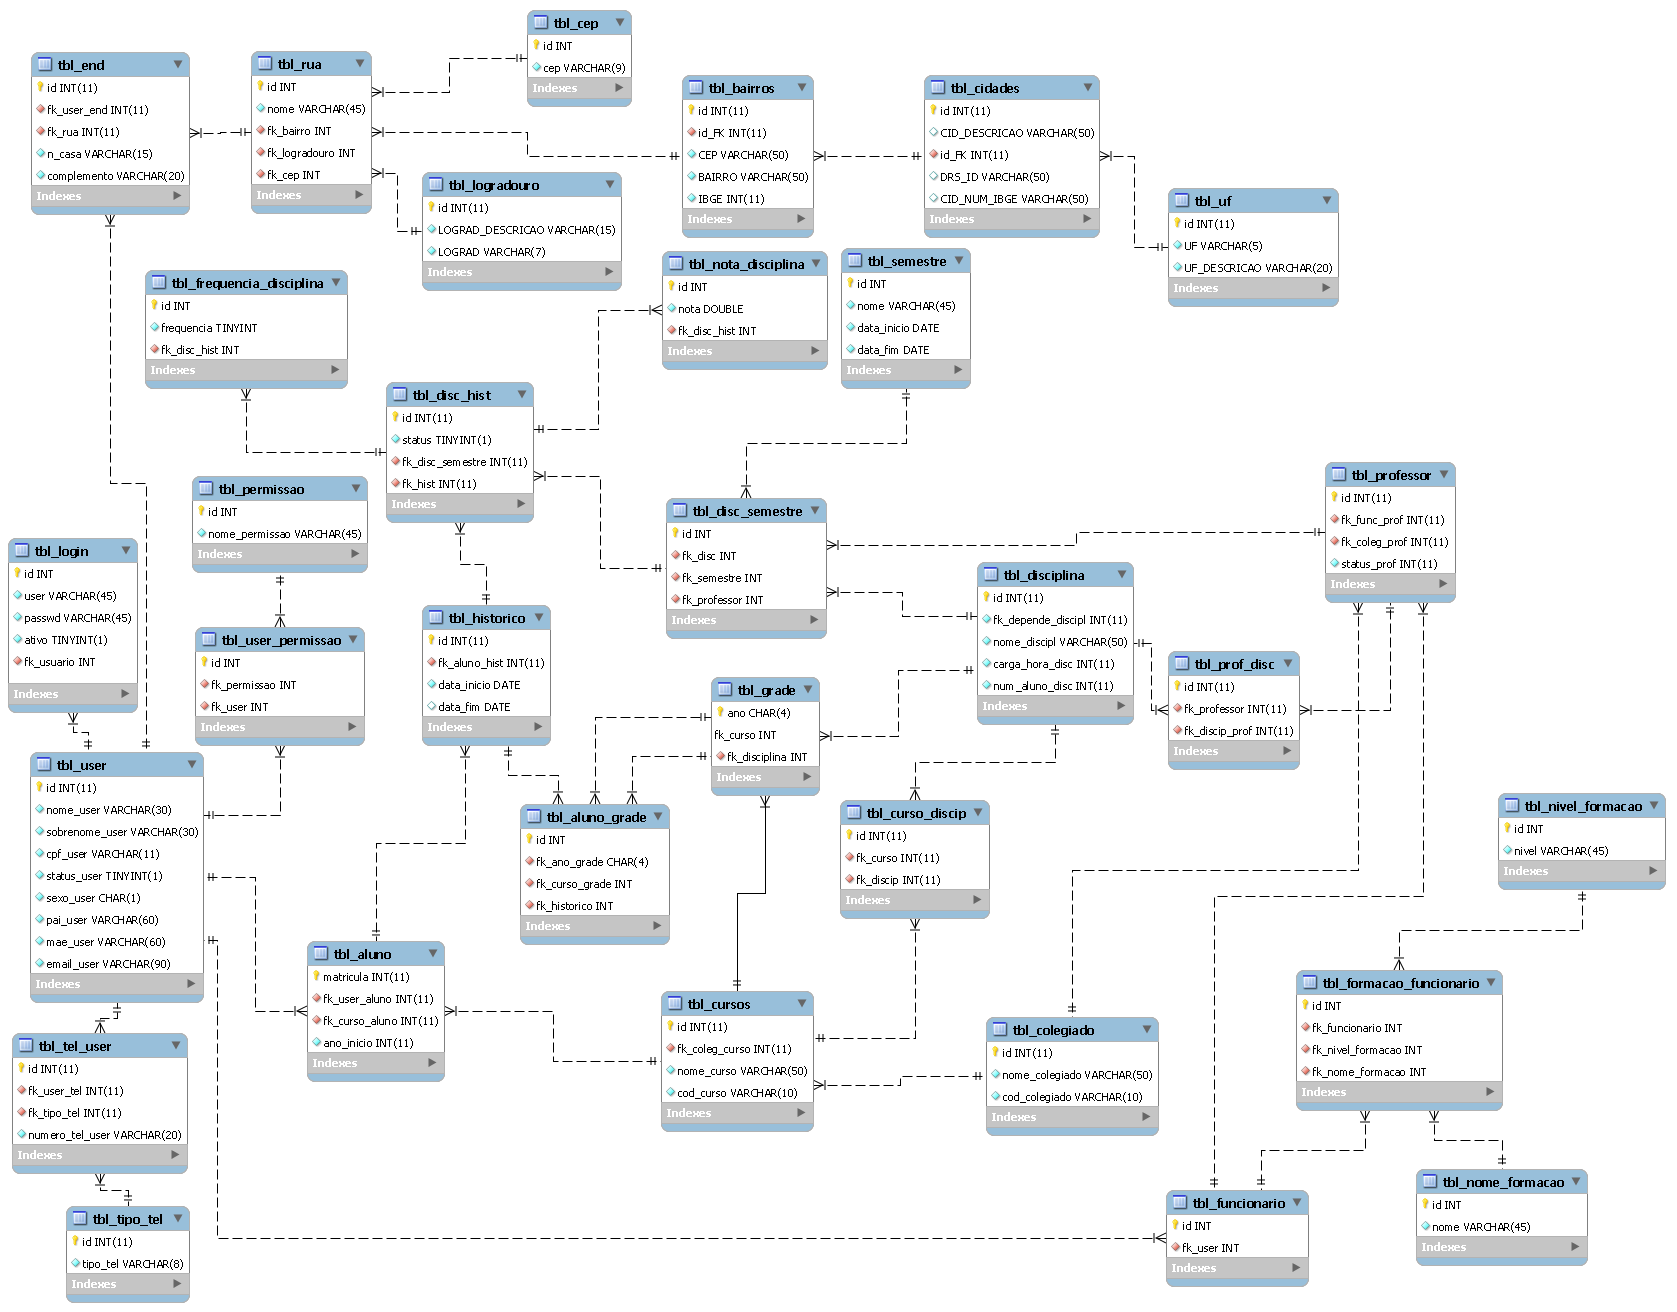 tbl_cep
id INT
cep VARCHAR(9)
Indexes
tbl_end
id INT(11)
fk_user_end INT(11)
fk_rua INT(11)
n_casa VARCHAR(15)
complemento VARCHAR(20)
Indexes
tbl_rua
id INT
nome VARCHAR(45)
fk_bairro INT
fk_logradouro INT
fk_cep INT
Indexes
tbl_bairros
id INT(11)
id_FK INT(11)
CEP VARCHAR(50)
BAIRRO VARCHAR(50)
IBGE INT(11)
Indexes
tbl_cidades
id INT(11)
CID_DESCRICAO VARCHAR(50)
id_FK INT(11)
DRS_ID VARCHAR(50)
CID_NUM_IBGE VARCHAR(50)
Indexes
tbl_logradouro
id INT(11)
LOGRAD_DESCRICAO VARCHAR(15)
LOGRAD VARCHAR(7)
Indexes
tbl_uf
id INT(11)
UF VARCHAR(5)
UF_DESCRICAO VARCHAR(20)
Indexes
tbl_frequencia_disciplina
id INT
frequencia TINYINT
fk_disc_hist INT
Indexes
tbl_nota_disciplina
id INT
nota DOUBLE
fk_disc_hist INT
Indexes
tbl_semestre
id INT
nome VARCHAR(45)
data_inicio DATE
data_fim DATE
Indexes
tbl_disc_hist
id INT(11)
status TINYINT(1)
fk_disc_semestre INT(11)
fk_hist INT(11)
Indexes
tbl_permissao
id INT
nome_permissao VARCHAR(45)
Indexes
tbl_disc_semestre
id INT
fk_disc INT
fk_semestre INT
fk_professor INT
Indexes
tbl_professor
id INT(11)
fk_func_prof INT(11)
fk_coleg_prof INT(11)
status_prof INT(11)
Indexes
tbl_login
id INT
user VARCHAR(45)
passwd VARCHAR(45)
ativo TINYINT(1)
fk_usuario INT
Indexes
tbl_user_permissao
id INT
fk_permissao INT
fk_user INT
Indexes
tbl_historico
id INT(11)
fk_aluno_hist INT(11)
data_inicio DATE
data_fim DATE
Indexes
tbl_disciplina
id INT(11)
fk_depende_discipl INT(11)
nome_discipl VARCHAR(50)
carga_hora_disc INT(11)
num_aluno_disc INT(11)
Indexes
tbl_prof_disc
id INT(11)
fk_professor INT(11)
fk_discip_prof INT(11)
Indexes
tbl_grade
ano CHAR(4)
fk_curso INT
fk_disciplina INT
Indexes
tbl_user
id INT(11)
nome_user VARCHAR(30)
sobrenome_user VARCHAR(30)
cpf_user VARCHAR(11)
status_user TINYINT(1)
sexo_user CHAR(1)
pai_user VARCHAR(60)
mae_user VARCHAR(60)
email_user VARCHAR(90)
Indexes
tbl_aluno_grade
id INT
fk_ano_grade CHAR(4)
fk_curso_grade INT
fk_historico INT
Indexes
tbl_curso_discip
id INT(11)
fk_curso INT(11)
fk_discip INT(11)
Indexes
tbl_nivel_formacao
id INT
nivel VARCHAR(45)
Indexes
tbl_aluno
matricula INT(11)
fk_user_aluno INT(11)
fk_curso_aluno INT(11)
ano_inicio INT(11)
Indexes
tbl_cursos
id INT(11)
fk_coleg_curso INT(11)
nome_curso VARCHAR(50)
cod_curso VARCHAR(10)
Indexes
tbl_colegiado
id INT(11)
nome_colegiado VARCHAR(50)
cod_colegiado VARCHAR(10)
Indexes
tbl_formacao_funcionario
id INT
fk_funcionario INT
fk_nivel_formacao INT
fk_nome_formacao INT
Indexes
tbl_tel_user
id INT(11)
fk_user_tel INT(11)
fk_tipo_tel INT(11)
numero_tel_user VARCHAR(20)
Indexes
tbl_tipo_tel
id INT(11)
tipo_tel VARCHAR(8)
Indexes
tbl_funcionario
id INT
fk_user INT
Indexes
tbl_nome_formacao
id INT
nome VARCHAR(45)
Indexes